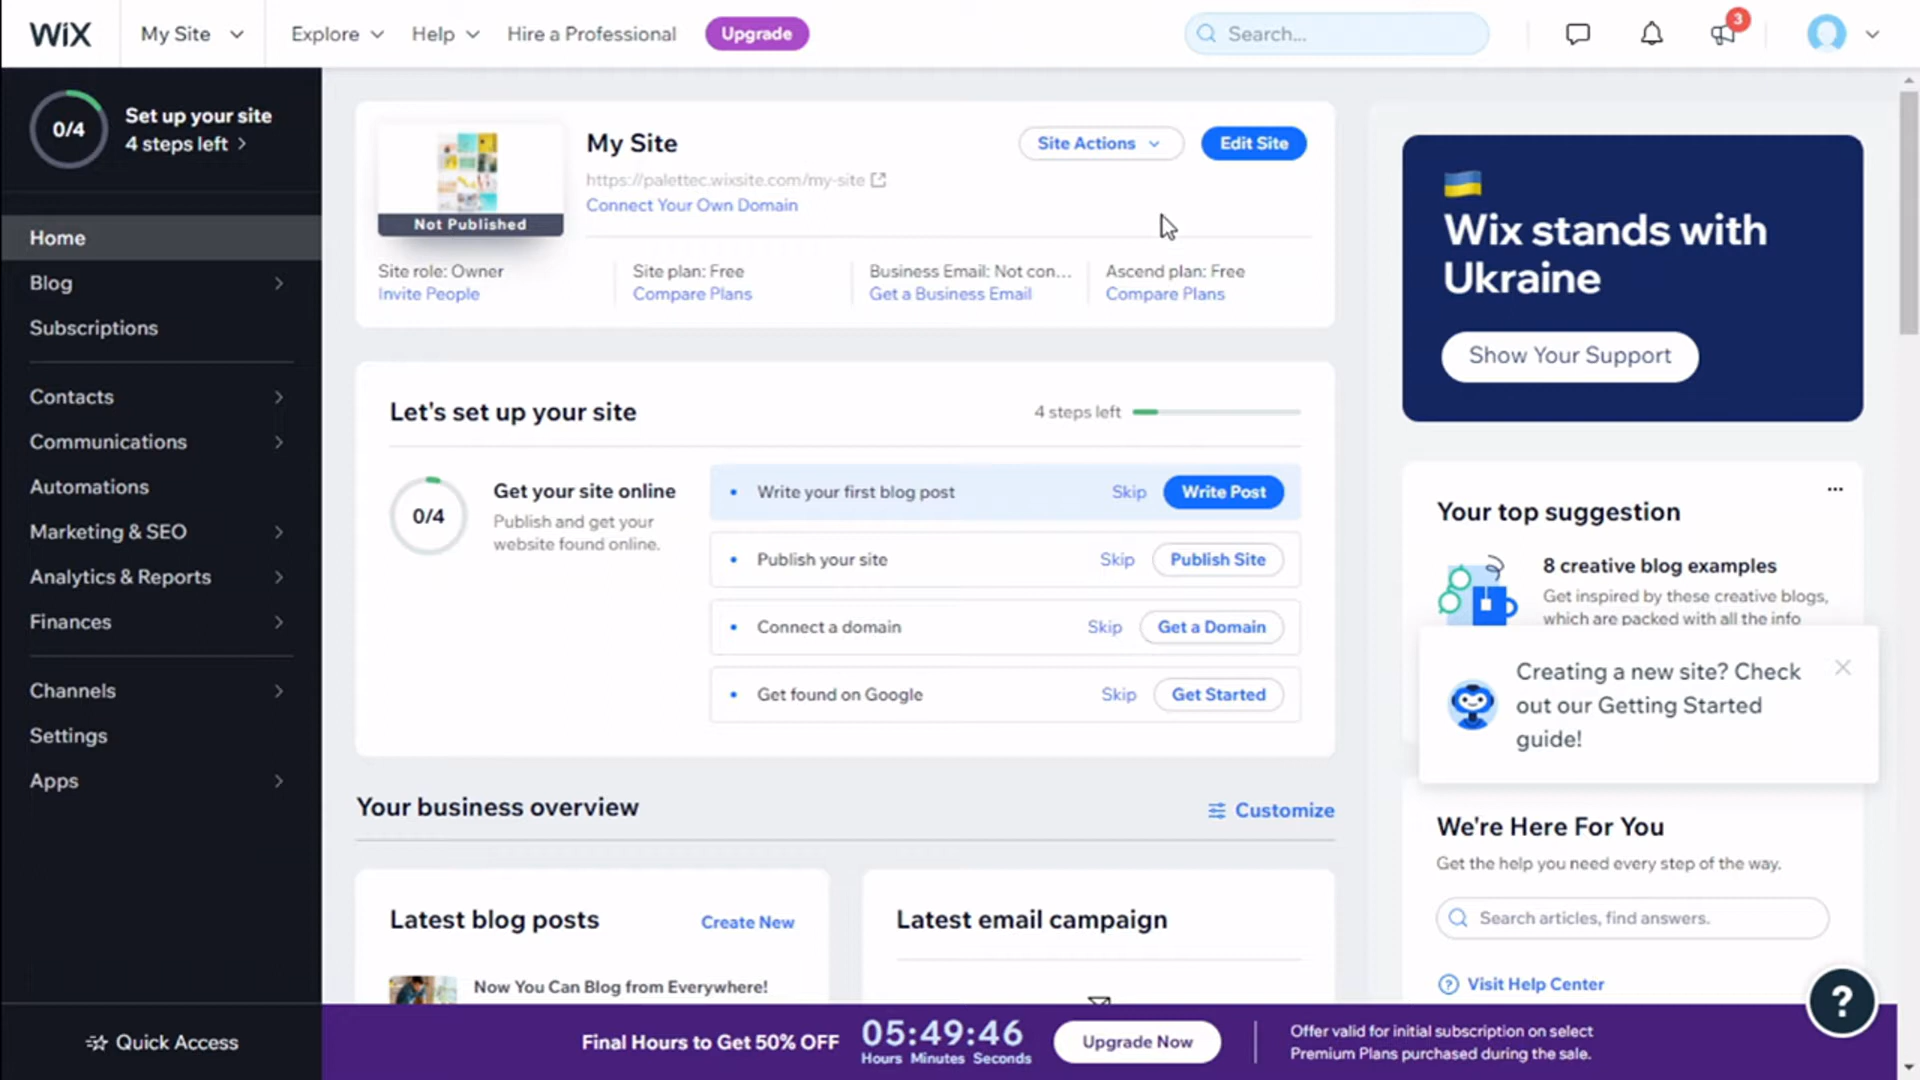 WiX
My Site
Explore
Help
Hire a Professional
Upgrade
Search...
3
0/4
Set up your site
4 steps left
Home
Blog
Subscriptions
Contacts
Communications
Automations
Marketing & SEO
Analytics & Reports
Finances
Channels
Settings
Apps
Quick Access
Not Published
My Site
https://palettec.wixsite.com/my-site
Connect Your Own Domain
Site Actions
Edit Site
Site role: Owner
Invite People
Site plan: Free
Compare Plans
Business Email: Not con...
Get a Business Email
Ascend plan: Free
Compare Plans
Let's set up your site
4 steps left
0/4
Get your site online
Publish and get your
website found online.
Write your first blog post
Skip
Write Post
Publish your site
Skip
Publish Site
Connect a domain
Skip
Get a Domain
Get found on Google
Skip
Get Started
Your business overview
Customize
Latest blog posts
Create New
Now You Can Blog from Everywhere!
Latest email campaign
Wix stands with
Ukraine
Show Your Support
...
Your top suggestion
8 creative blog examples
Get inspired by these creative blogs,
which are packed with all the info
Creating a new site? Check
out our Getting Started
guide!
We're Here For You
Get the help you need every step of the way.
Search articles, find answers.
? Visit Help Center
?
Final Hours to Get 50% OFF
05:49:46
Hours Minutes Seconds
Upgrade Now
Offer valid for initial subscription on select
Premium Plans purchased during the sale.